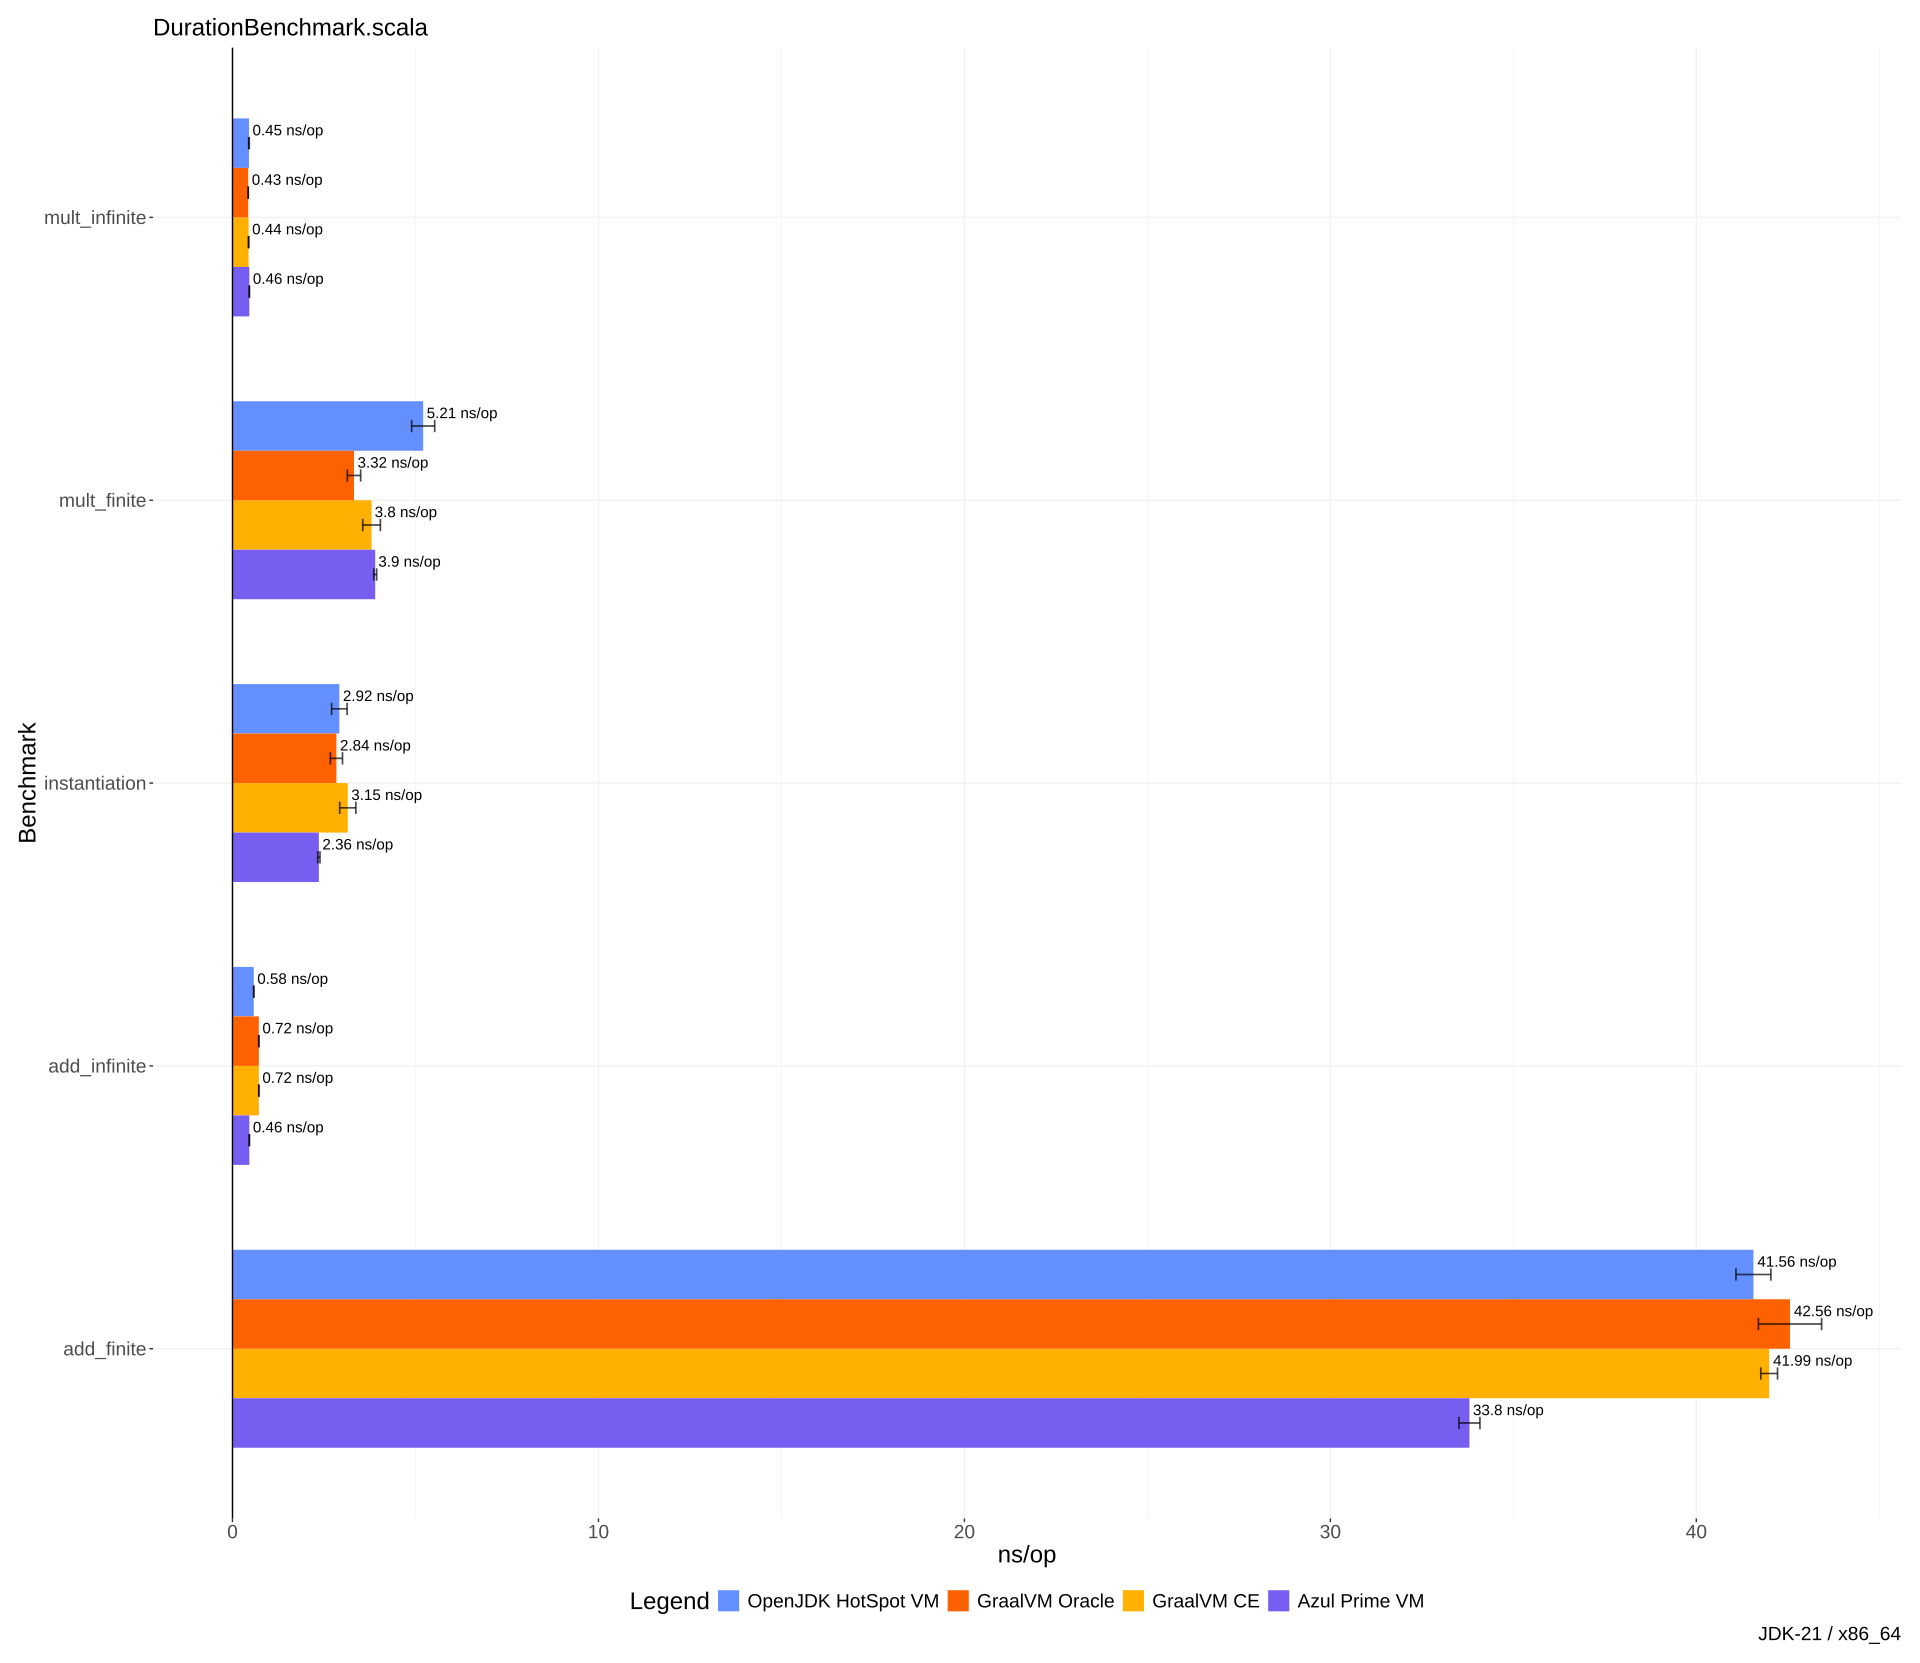 DurationBenchmark.scala
Benchmark
mult_infinite
0.45 ns/op
0.43 ns/op
0.44 ns/op
0.46 ns/op
mult_finite
5.21 ns/op
3.32 ns/op
3.8 ns/op
3.9 ns/op
instantiation
2.92 ns/op
2.84 ns/op
3.15 ns/op
2.36 ns/op
add_infinite
0.58 ns/op
0.72 ns/op
0.72 ns/op
0.46 ns/op
add_finite
41.56 ns/op
42.56 ns/op
41.99 ns/op
33.8 ns/op
0 10 20 30 40
ns/op
Legend OpenJDK HotSpot VM GraalVM Oracle GraalVM CE Azul Prime VM
JDK-21 / x86_64